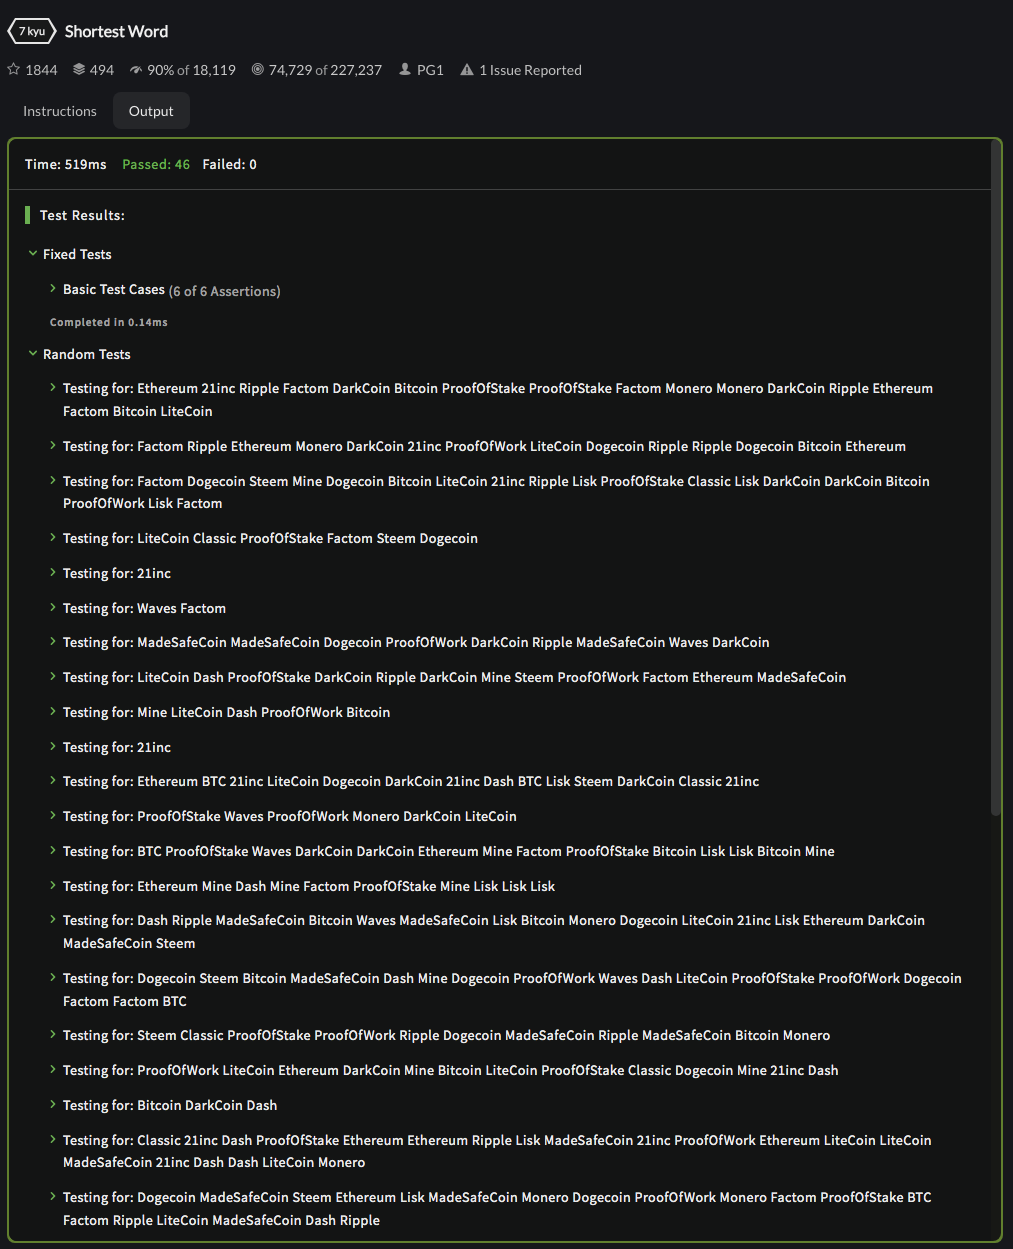 7 kyu Shortest Word
1844 494 90% of 18,119 74,729 of 227,237 PG1 1 Issue Reported
Instructions Output
Time: 519ms Passed: 46 Failed: 0
Test Results:
Fixed Tests
Basic Test Cases (6 of 6 Assertions)
Completed in 0.14ms
Random Tests
Testing for: Ethereum 21inc Ripple Factom DarkCoin Bitcoin ProofOfStake ProofOfStake Factom Monero Monero DarkCoin Ripple Ethereum
Factom Bitcoin LiteCoin
Testing for: Factom Ripple Ethereum Monero DarkCoin 21inc ProofOfWork LiteCoin Dogecoin Ripple Ripple Dogecoin Bitcoin Ethereum
Testing for: Factom Dogecoin Steem Mine Dogecoin Bitcoin LiteCoin 21inc Ripple Lisk ProofOfStake Classic Lisk DarkCoin DarkCoin Bitcoin
ProofOfWork Lisk Factom
Testing for: LiteCoin Classic ProofOfStake Factom Steem Dogecoin
Testing for: 21inc
Testing for: Waves Factom
Testing for: MadeSafeCoin MadeSafeCoin Dogecoin ProofOfWork DarkCoin Ripple MadeSafeCoin Waves DarkCoin
Testing for: LiteCoin Dash ProofOfStake DarkCoin Ripple DarkCoin Mine Steem ProofOfWork Factom Ethereum MadeSafeCoin
Testing for: Mine LiteCoin Dash ProofOfWork Bitcoin
Testing for: 21inc
Testing for: Ethereum BTC 21inc LiteCoin Dogecoin DarkCoin 21inc Dash BTC Lisk Steem DarkCoin Classic 21inc
Testing for: ProofOfStake Waves ProofOfWork Monero DarkCoin LiteCoin
Testing for: BTC ProofOfStake Waves DarkCoin DarkCoin Ethereum Mine Factom ProofOfStake Bitcoin Lisk Lisk Bitcoin Mine
Testing for: Ethereum Mine Dash Mine Factom ProofOfStake Mine Lisk Lisk Lisk
Testing for: Dash Ripple MadeSafeCoin Bitcoin Waves MadeSafeCoin Lisk Bitcoin Monero Dogecoin LiteCoin 21inc Lisk Ethereum DarkCoin
MadeSafeCoin Steem
Testing for: Dogecoin Steem Bitcoin MadeSafeCoin Dash Mine Dogecoin ProofOfWork Waves Dash LiteCoin ProofOfStake ProofOfWork Dogecoin
Factom Factom BTC
Testing for: Steem Classic ProofOfStake ProofOfWork Ripple Dogecoin MadeSafeCoin Ripple MadeSafeCoin Bitcoin Monero
Testing for: ProofOfWork LiteCoin Ethereum DarkCoin Mine Bitcoin LiteCoin ProofOfStake Classic Dogecoin Mine 21inc Dash
Testing for: Bitcoin DarkCoin Dash
Testing for: Classic 21inc Dash ProofOfStake Ethereum Ethereum Ripple Lisk MadeSafeCoin 21inc ProofOfWork Ethereum LiteCoin LiteCoin
MadeSafeCoin 21inc Dash Dash LiteCoin Monero
Testing for: Dogecoin MadeSafeCoin Steem Ethereum Lisk MadeSafeCoin Monero Dogecoin ProofOfWork Monero Factom ProofOfStake BTC
Factom Ripple LiteCoin MadeSafeCoin Dash Ripple